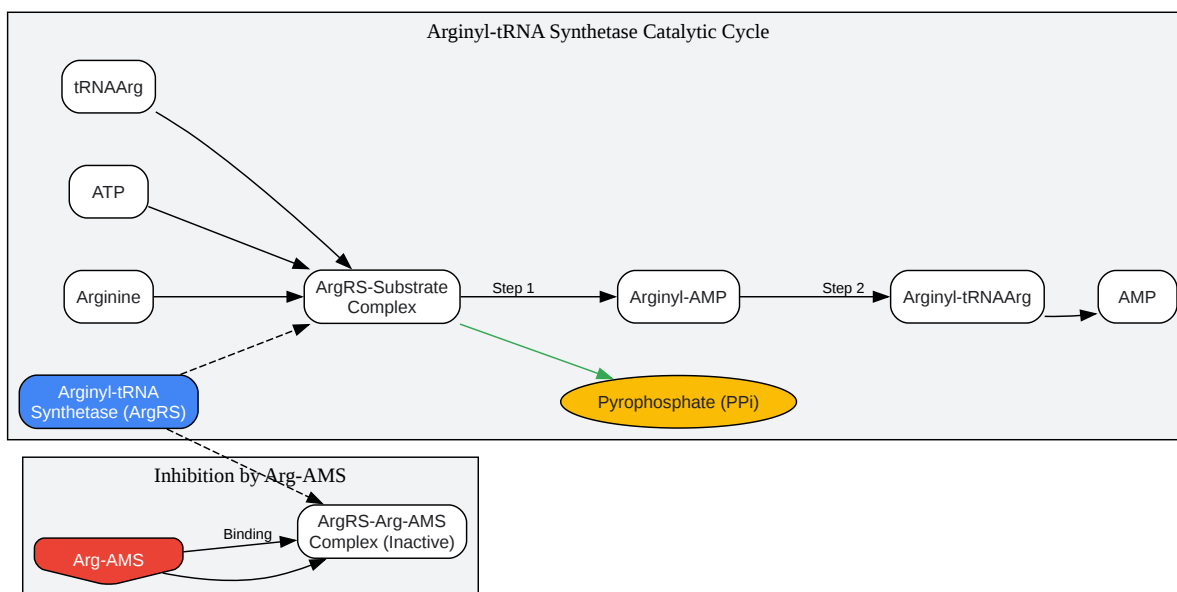 Arginyl-tRNA Synthetase Catalytic Cycle
tRNAArg
ATP
Arginine
ArgRS-Substrate
Complex
Step 1
Arginyl-AMP
Step 2
Arginyl-tRNAArg
AMP
Arginyl-tRNA
Synthetase (ArgRS)
Pyrophosphate (PPi)
Inhibition by Arg-AMS
Arg-AMS
Binding
ArgRS-Arg-AMS
Complex (Inactive)